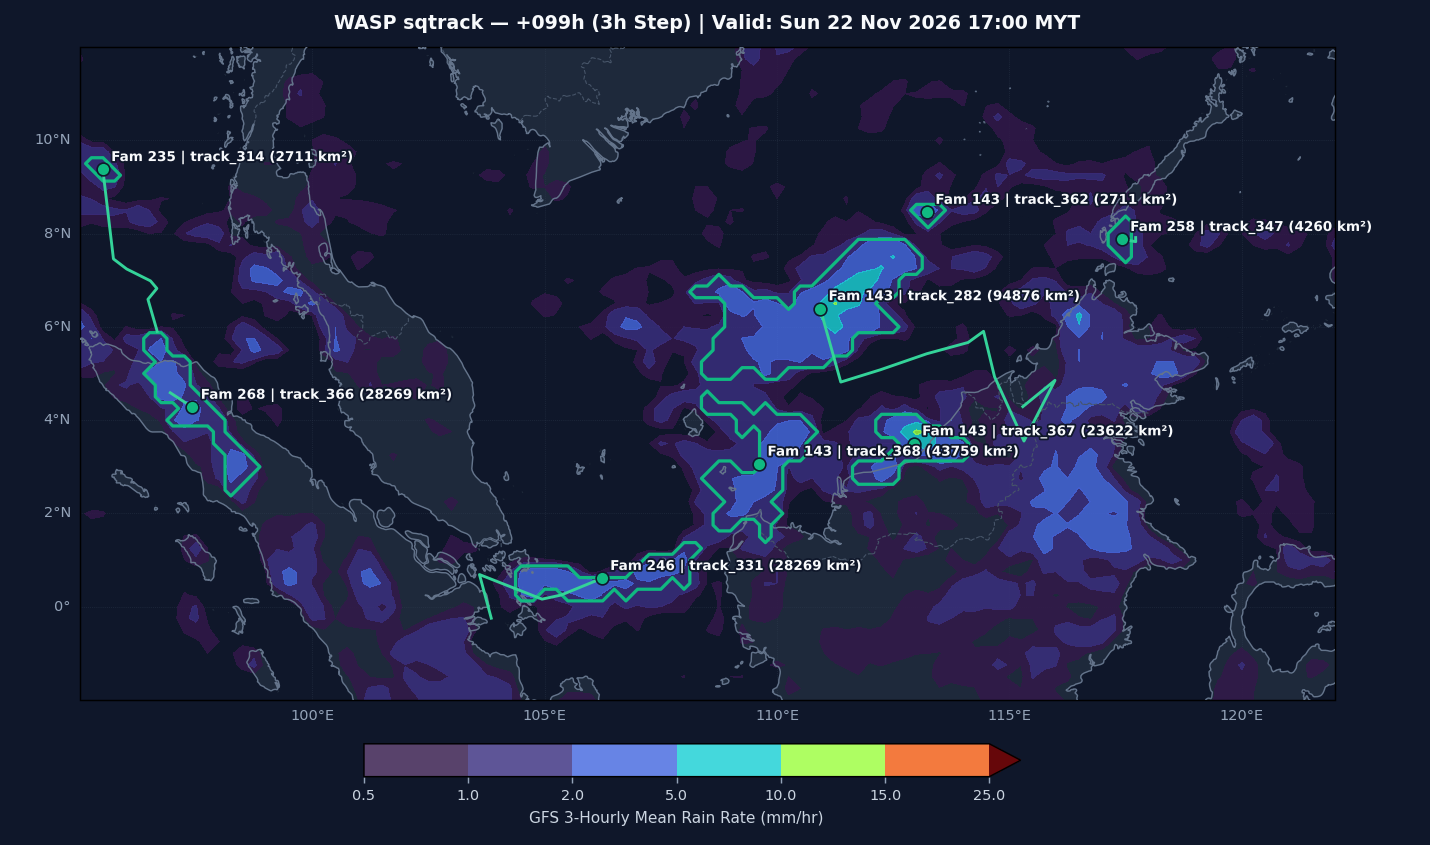 WASP sqtrack — +099h (3h Step) | Valid: Sun 22 Nov 2026 17:00 MYT
10°N
Fam 235 | track_314 (2711 km²)
Fam 143 | track_362 (2711 km²)
Fam 258 | track_347 (4260 km²)
8°N
Fam 143 | track_282 (94876 km²)
6°N
Fam 268 | track_366 (28269 km²)
4°N
Fam 143 | track_367 (23622 km²)
Fam 143 | track_368 (43759 km²)
2°N
Fam 246 | track_331 (28269 km²)
0°
100°E 105°E 110°E 115°E 120°E
0.5 1.0 2.0 5.0 10.0 15.0 25.0
GFS 3-Hourly Mean Rain Rate (mm/hr)